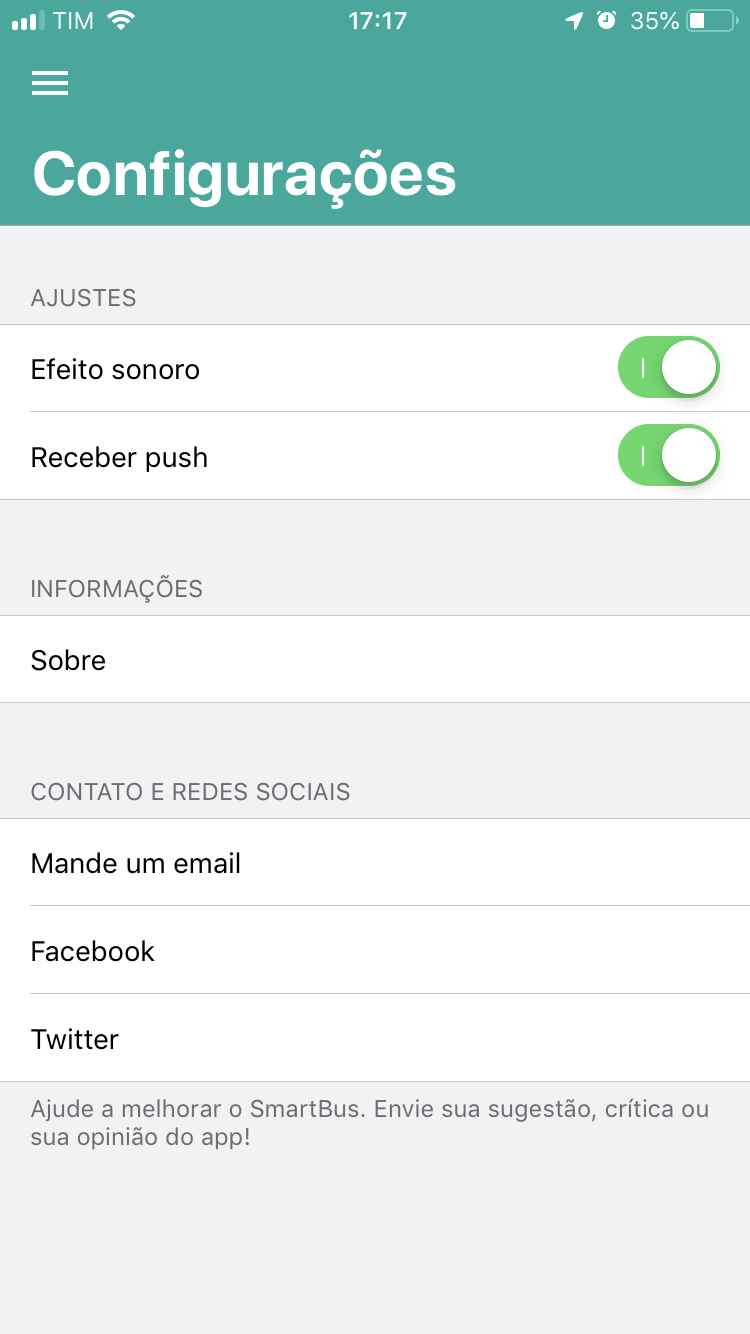 TIM 17:17 35%
Configurações
AJUSTES
Efeito sonoro
Receber push
INFORMAÇÕES
Sobre
CONTATO E REDES SOCIAIS
Mande um email
Facebook
Twitter
Ajude a melhorar o SmartBus. Envie sua sugestão, crítica ou
sua opinião do app!